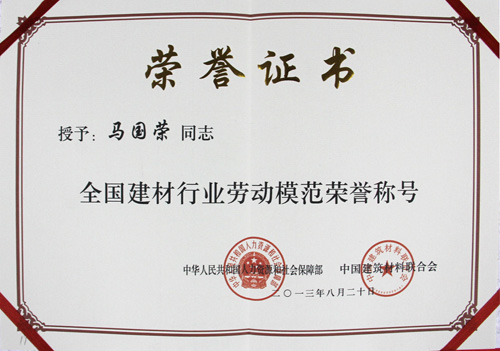 荣誉证书
授予：马国荣 同志
全国建材行业劳动模范荣誉称号
中华人民共和国人力资源和社会保障部 中国建筑材料联合会
二〇一三年八月二十日